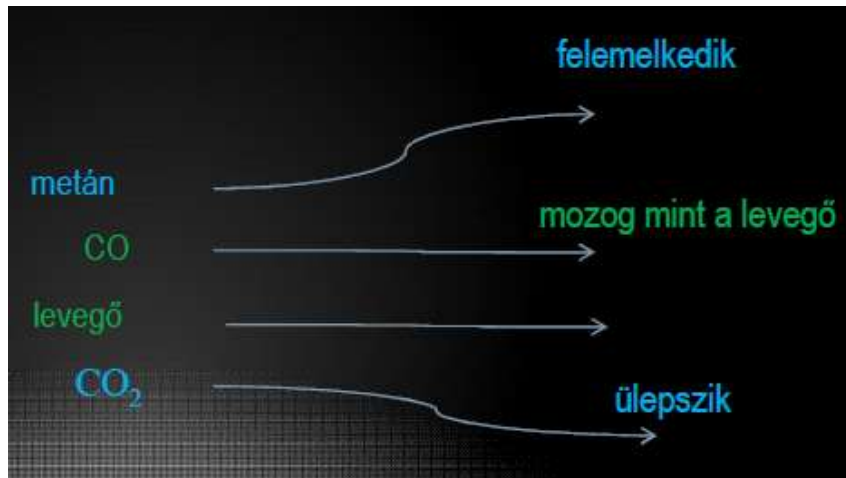 felemelkedik
metán
mozog mint a levegő
CO
levegő
CO₂
ülepszik